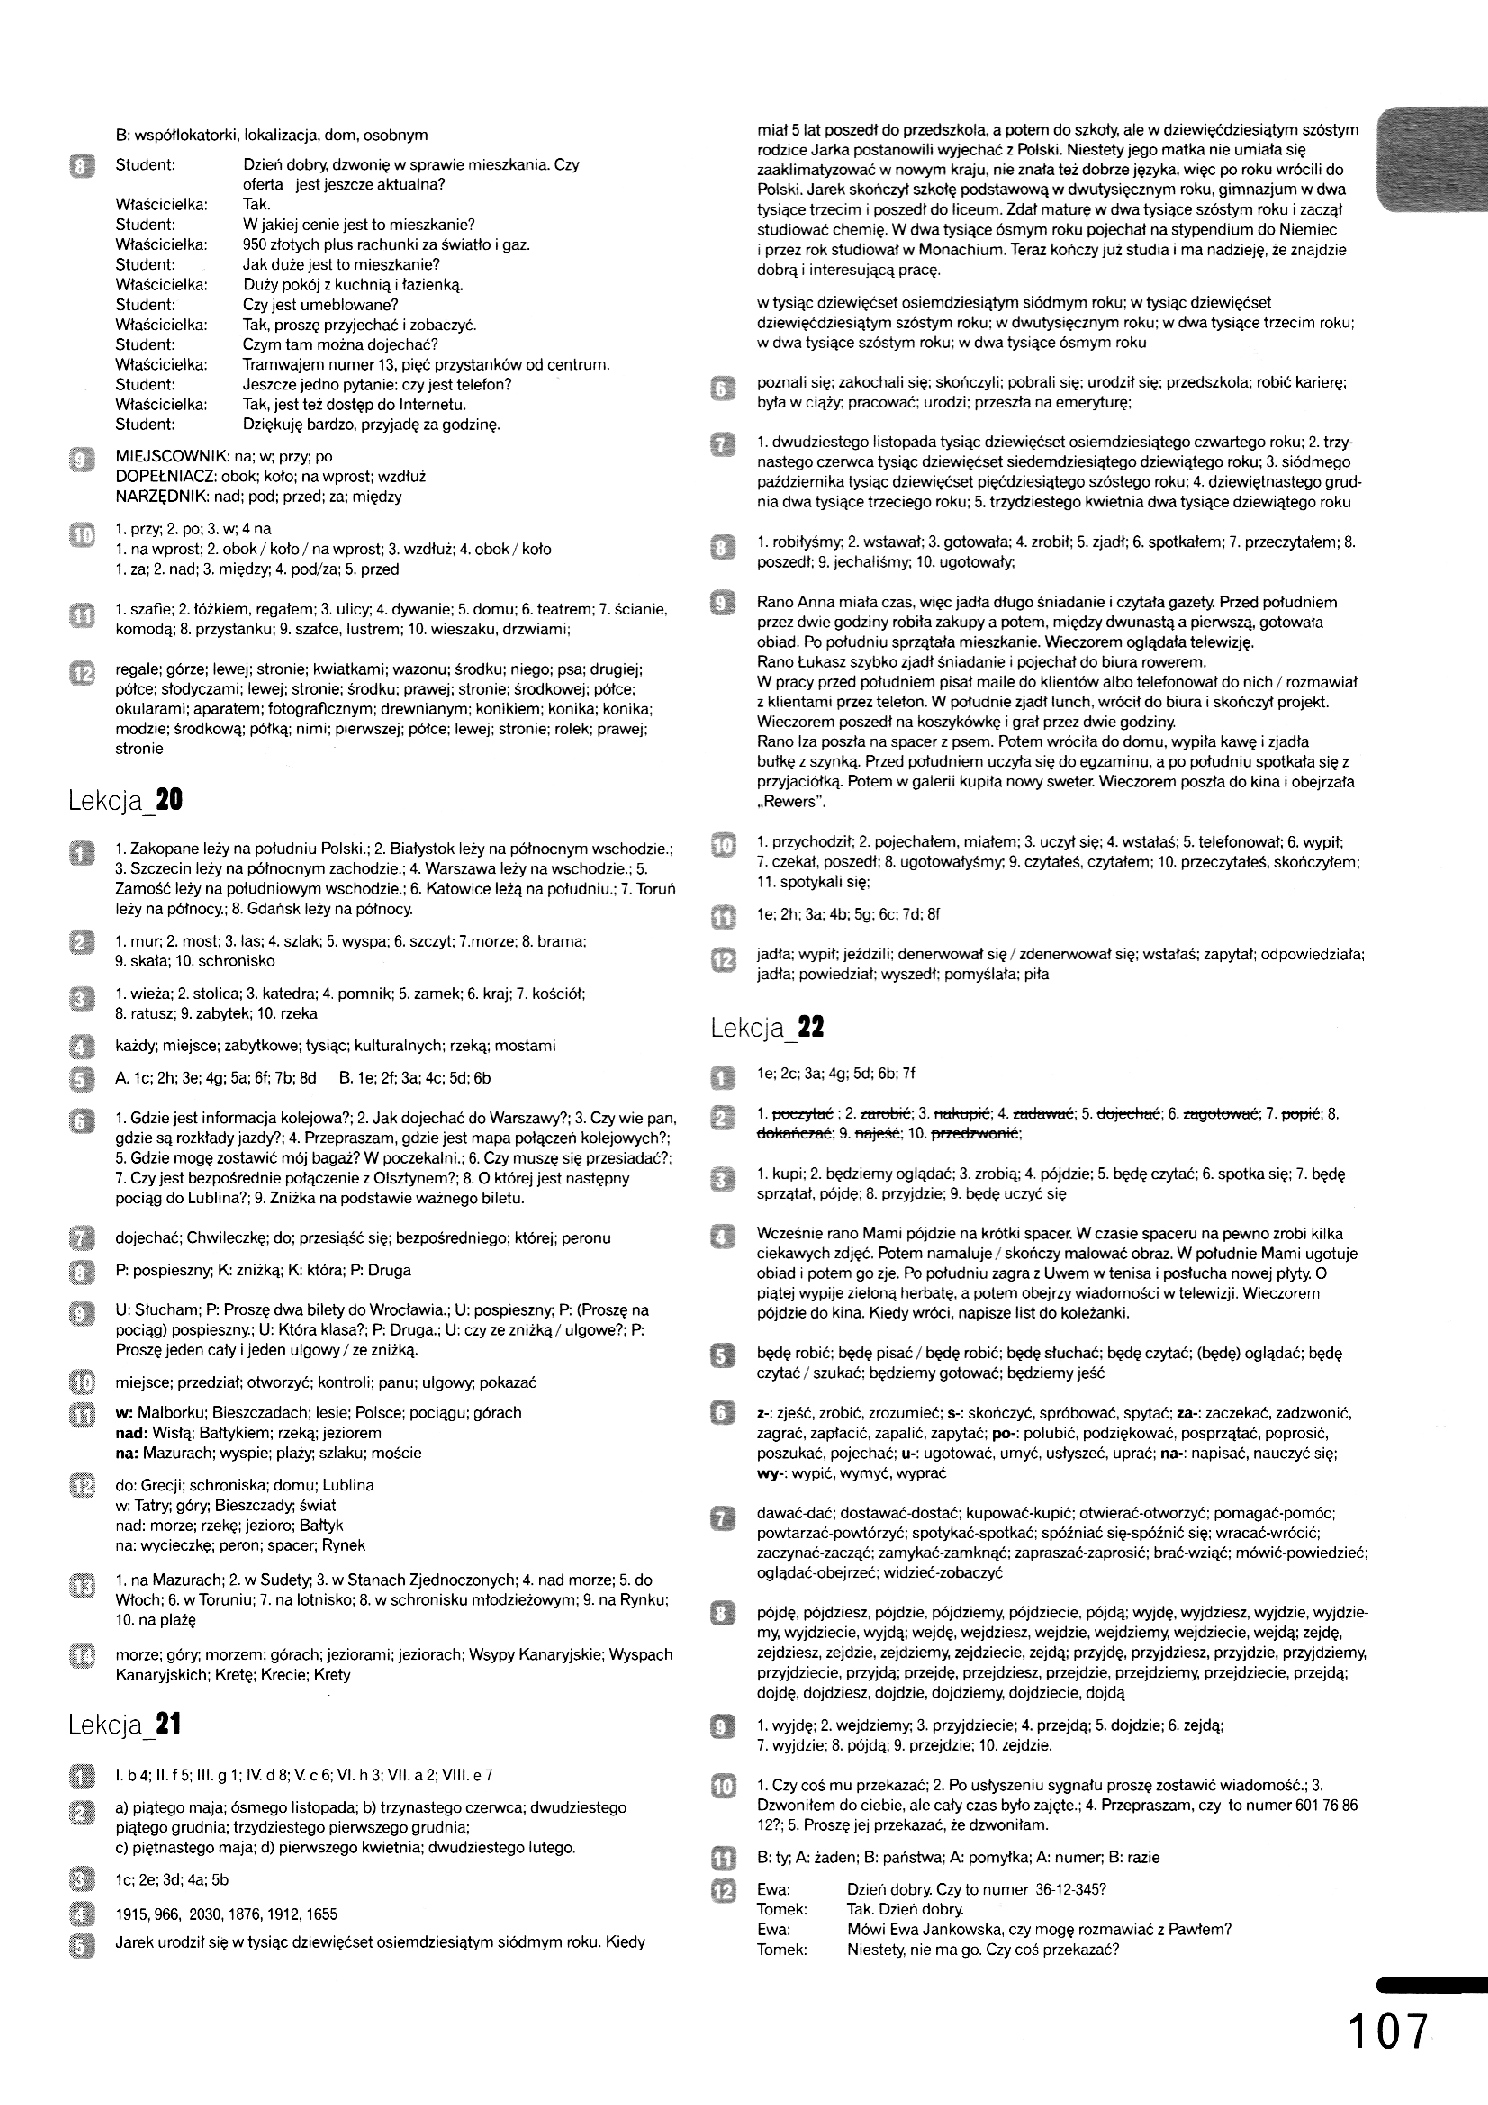 B: współlokatorki, lokalizacja, dom, osobnym
8 Student: Dzień dobry, dzwonię w sprawie mieszkania. Czy
oferta jest jeszcze aktualna?
Właścicielka: Tak.
Student: W jakiej cenie jest to mieszkanie?
Właścicielka: 950 złotych plus rachunki za światło i gaz.
Student: Jak duże jest to mieszkanie?
Właścicielka: Duży pokój z kuchnią i łazienką.
Student: Czy jest umeblowane?
Właścicielka: Tak, proszę przyjechać i zobaczyć.
Student: Czym tam można dojechać?
Właścicielka: Tramwajem numer 13, pięć przystanków od centrum.
Student: Jeszcze jedno pytanie: czy jest telefon?
Właścicielka: Tak, jest też dostęp do Internetu.
Student: Dziękuję bardzo, przyjadę za godzinę.
9 MIEJSCOWNIK: na; w; przy; po
DOPEŁNIACZ: obok; koło; na wprost; wzdłuż
NARZĘDNIK: nad; pod; przed; za; między
10 1. przy; 2. po; 3. w; 4 na
1. na wprost; 2. obok / koło / na wprost; 3. wzdłuż; 4. obok / koło
1. za; 2. nad; 3. między; 4. pod/za; 5. przed
11 1. szafie; 2. łóżkiem, regałem; 3. ulicy; 4. dywanie; 5. domu; 6. teatrem; 7. ścianie,
komodą; 8. przystanku; 9. szafce, lustrem; 10. wieszaku, drzwiami;
12 regale; górze; lewej; stronie; kwiatkami; wazonu; środku; niego; psa; drugiej;
półce; słodyczami; lewej; stronie; środku; prawej; stronie; środkowej; półce;
okularami; aparatem; fotograficznym; drewnianym; konikiem; konika; konika;
modzie; środkową; półką; nimi; pierwszej; półce; lewej; stronie; rolek; prawej;
stronie
Lekcja_20
1 1. Zakopane leży na południu Polski.; 2. Białystok leży na północnym wschodzie.;
3. Szczecin leży na północnym zachodzie.; 4. Warszawa leży na wschodzie.; 5.
Zamość leży na południowym wschodzie.; 6. Katowice leżą na południu.; 7. Toruń
leży na północy.; 8. Gdańsk leży na północy.
2 1. mur; 2. most; 3. las; 4. szlak; 5. wyspa; 6. szczyt; 7.morze; 8. brama;
9. skała; 10. schronisko
3 1. wieża; 2. stolica; 3. katedra; 4. pomnik; 5. zamek; 6. kraj; 7. kościół;
8. ratusz; 9. zabytek; 10. rzeka
4 każdy; miejsce; zabytkowe; tysiąc; kulturalnych; rzeką; mostami
5 A. 1c; 2h; 3e; 4g; 5a; 6f; 7b; 8d B. 1e; 2f; 3a; 4c; 5d; 6b
6 1. Gdzie jest informacja kolejowa?; 2. Jak dojechać do Warszawy?; 3. Czy wie pan,
gdzie są rozkłady jazdy?; 4. Przepraszam, gdzie jest mapa połączeń kolejowych?;
5. Gdzie mogę zostawić mój bagaż? W poczekalni.; 6. Czy muszę się przesiadać?;
7. Czy jest bezpośrednie połączenie z Olsztynem?; 8. O której jest następny
pociąg do Lublina?; 9. Zniżka na podstawie ważnego biletu.
7 dojechać; Chwileczkę; do; przesiąść się; bezpośredniego; której; peronu
8 P: pospieszny; K: zniżką; K: która; P: Druga
9 U: Słucham; P: Proszę dwa bilety do Wrocławia.; U: pospieszny; P: (Proszę na
pociąg) pospieszny.; U: Która klasa?; P: Druga.; U: czy ze zniżką / ulgowe?; P:
Proszę jeden cały i jeden ulgowy / ze zniżką.
10 miejsce; przedział; otworzyć; kontroli; panu; ulgowy; pokazać
11 w: Malborku; Bieszczadach; lesie; Polsce; pociągu; górach
nad: Wisłą; Bałtykiem; rzeką; jeziorem
na: Mazurach; wyspie; plaży; szlaku; moście
12 do: Grecji; schroniska; domu; Lublina
w: Tatry; góry; Bieszczady; świat
nad: morze; rzekę; jezioro; Bałtyk
na: wycieczkę; peron; spacer; Rynek
13 1. na Mazurach; 2. w Sudety; 3. w Stanach Zjednoczonych; 4. nad morze; 5. do
Włoch; 6. w Toruniu; 7. na lotnisko; 8. w schronisku młodzieżowym; 9. na Rynku;
10. na plażę
14 morze; góry; morzem; górach; jeziorami; jeziorach; Wsypy Kanaryjskie; Wyspach
Kanaryjskich; Kretę; Krecie; Krety
Lekcja_21
1 I. b 4; II. f 5; III. g 1; IV. d 8; V. c 6; VI. h 3; VII. a 2; VIII. e 7
2 a) piątego maja; ósmego listopada; b) trzynastego czerwca; dwudziestego
piątego grudnia; trzydziestego pierwszego grudnia;
c) piętnastego maja; d) pierwszego kwietnia; dwudziestego lutego.
3 1c; 2e; 3d; 4a; 5b
4 1915, 966, 2030, 1876, 1912, 1655
5 Jarek urodził się w tysiąc dziewięćset osiemdziesiątym siódmym roku. Kiedy
miał 5 lat poszedł do przedszkola, a potem do szkoły, ale w dziewięćdziesiątym szóstym
rodzice Jarka postanowili wyjechać z Polski. Niestety jego matka nie umiała się
zaaklimatyzować w nowym kraju, nie znała też dobrze języka, więc po roku wrócili do
Polski. Jarek skończył szkołę podstawową w dwutysięcznym roku, gimnazjum w dwa
tysiące trzecim i poszedł do liceum. Zdał maturę w dwa tysiące szóstym roku i zaczął
studiować chemię. W dwa tysiące ósmym roku pojechał na stypendium do Niemiec
i przez rok studiował w Monachium. Teraz kończy już studia i ma nadzieję, że znajdzie
dobrą i interesującą pracę.
w tysiąc dziewięćset osiemdziesiątym siódmym roku; w tysiąc dziewięćset
dziewięćdziesiątym szóstym roku; w dwutysięcznym roku; w dwa tysiące trzecim roku;
w dwa tysiące szóstym roku; w dwa tysiące ósmym roku
6 poznali się; zakochali się; skończyli; pobrali się; urodził się; przedszkola; robić karierę;
była w ciąży; pracować; urodzi; przeszła na emeryturę;
7 1. dwudziestego listopada tysiąc dziewięćset osiemdziesiątego czwartego roku; 2. trzy-
nastego czerwca tysiąc dziewięćset siedemdziesiątego dziewiątego roku; 3. siódmego
października tysiąc dziewięćset pięćdziesiątego szóstego roku; 4. dziewiętnastego grud-
nia dwa tysiące trzeciego roku; 5. trzydziestego kwietnia dwa tysiące dziewiątego roku
8 1. robiłyśmy; 2. wstawał; 3. gotowała; 4. zrobił; 5. zjadł; 6. spotkałem; 7. przeczytałem; 8.
poszedł; 9. jechaliśmy; 10. ugotowały;
9 Rano Anna miała czas, więc jadła długo śniadanie i czytała gazety. Przed południem
przez dwie godziny robiła zakupy a potem, między dwunastą a pierwszą, gotowała
obiad. Po południu sprzątała mieszkanie. Wieczorem oglądała telewizję.
Rano Łukasz szybko zjadł śniadanie i pojechał do biura rowerem.
W pracy przed południem pisał maile do klientów albo telefonował do nich / rozmawiał
z klientami przez telefon. W południe zjadł lunch, wrócił do biura i skończył projekt.
Wieczorem poszedł na koszykówkę i grał przez dwie godziny.
Rano Iza poszła na spacer z psem. Potem wróciła do domu, wypiła kawę i zjadła
bułkę z szynką. Przed południem uczyła się do egzaminu, a po południu spotkała się z
przyjaciółką. Potem w galerii kupiła nowy sweter. Wieczorem poszła do kina i obejrzała
„Rewers”.
10 1. przychodził; 2. pojechałem, miałem; 3. uczył się; 4. wstałaś; 5. telefonował; 6. wypił;
7. czekał, poszedł; 8. ugotowałyśmy; 9. czytałeś, czytałem; 10. przeczytałeś, skończyłem;
11. spotykali się;
11 1e; 2h; 3a; 4b; 5g; 6c; 7d; 8f
12 jadła; wypił; jeździli; denerwował się / zdenerwował się; wstałaś; zapytał; odpowiedziała;
jadła; powiedział; wyszedł; pomyślała; piła
Lekcja_22
1 1e; 2c; 3a; 4g; 5d; 6b; 7f
2 1. poczytać ; 2. zarobić; 3. nakupić; 4. zadawać; 5. dojechać; 6. zagotować; 7. popić; 8.
dokańczać; 9. najeść; 10. przedzwonić;
3 1. kupi; 2. będziemy oglądać; 3. zrobią; 4. pójdzie; 5. będę czytać; 6. spotka się; 7. będę
sprzątał, pójdę; 8. przyjdzie; 9. będę uczyć się
4 Wcześnie rano Mami pójdzie na krótki spacer. W czasie spaceru na pewno zrobi kilka
ciekawych zdjęć. Potem namaluje / skończy malować obraz. W południe Mami ugotuje
obiad i potem go zje. Po południu zagra z Uwem w tenisa i posłucha nowej płyty. O
piątej wypije zieloną herbatę, a potem obejrzy wiadomości w telewizji. Wieczorem
pójdzie do kina. Kiedy wróci, napisze list do koleżanki.
5 będę robić; będę pisać / będę robić; będę słuchać; będę czytać; (będę) oglądać; będę
czytać / szukać; będziemy gotować; będziemy jeść
6 z-: zjeść, zrobić, zrozumieć; s-: skończyć, spróbować, spytać; za-: zaczekać, zadzwonić,
zagrać, zapłacić, zapalić, zapytać; po-: polubić, podziękować, posprzątać, poprosić,
poszukać, pojechać; u-: ugotować, umyć, usłyszeć, uprać; na-: napisać, nauczyć się;
wy-: wypić, wymyć, wyprać
7 dawać-dać; dostawać-dostać; kupować-kupić; otwierać-otworzyć; pomagać-pomóc;
powtarzać-powtórzyć; spotykać-spotkać; spóźniać się-spóźnić się; wracać-wrócić;
zaczynać-zacząć; zamykać-zamknąć; zapraszać-zaprosić; brać-wziąć; mówić-powiedzieć;
oglądać-obejrzeć; widzieć-zobaczyć
8 pójdę, pójdziesz, pójdzie, pójdziemy, pójdziecie, pójdą; wyjdę, wyjdziesz, wyjdzie, wyjdzie-
my, wyjdziecie, wyjdą; wejdę, wejdziesz, wejdzie, wejdziemy, wejdziecie, wejdą; zejdę,
zejdziesz, zejdzie, zejdziemy, zejdziecie, zejdą; przyjdę, przyjdziesz, przyjdzie, przyjdziemy,
przyjdziecie, przyjdą; przejdę, przejdziesz, przejdzie, przejdziemy, przejdziecie, przejdą;
dojdę, dojdziesz, dojdzie, dojdziemy, dojdziecie, dojdą
9 1. wyjdę; 2. wejdziemy; 3. przyjdziecie; 4. przejdą; 5. dojdzie; 6. zejdą;
7. wyjdzie; 8. pójdą; 9. przejdzie; 10. zejdzie.
10 1. Czy coś mu przekazać; 2. Po usłyszeniu sygnału proszę zostawić wiadomość.; 3.
Dzwoniłem do ciebie, ale cały czas było zajęte.; 4. Przepraszam, czy to numer 601 76 86
12?; 5. Proszę jej przekazać, że dzwoniłam.
11 B: ty; A: żaden; B: państwa; A: pomyłka; A: numer; B: razie
12 Ewa: Dzień dobry. Czy to numer 36-12-345?
Tomek: Tak. Dzień dobry.
Ewa: Mówi Ewa Jankowska, czy mogę rozmawiać z Pawłem?
Tomek: Niestety, nie ma go. Czy coś przekazać?
107